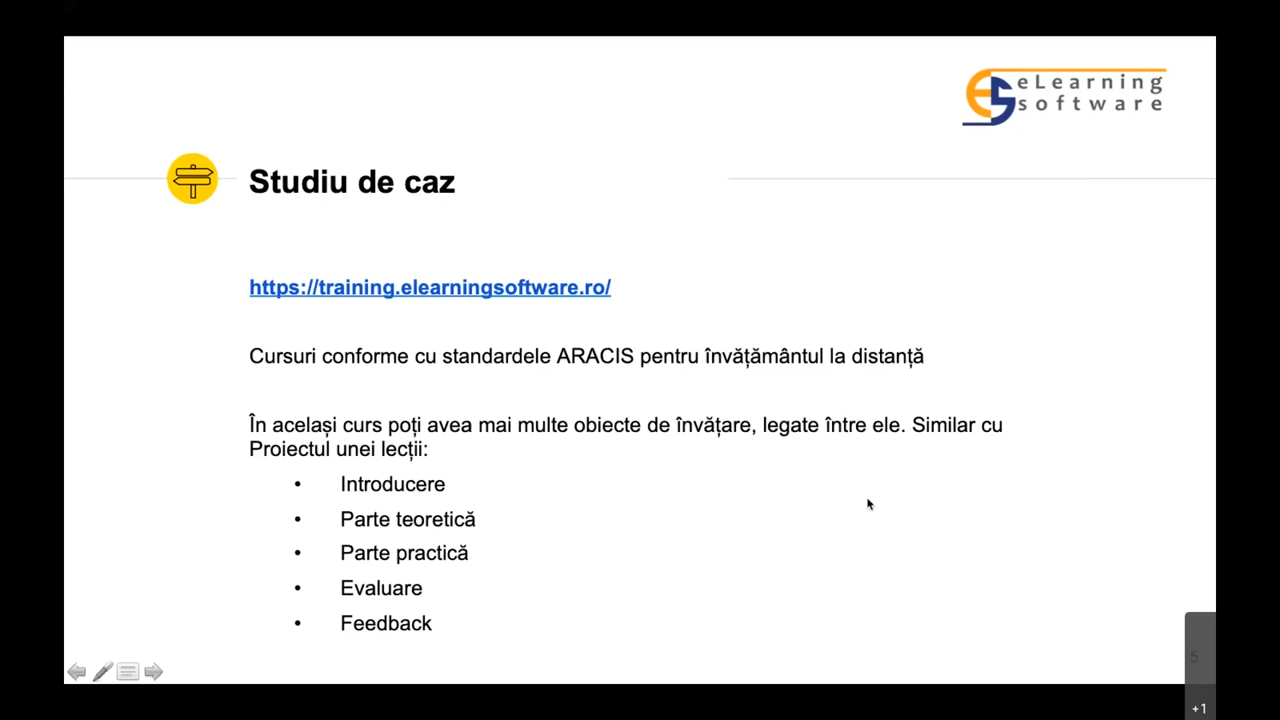 eLearning
software
Studiu de caz
https://training.elearningsoftware.ro/
Cursuri conforme cu standardele ARACIS pentru învățământul la distanță
În același curs poți avea mai multe obiecte de învățare, legate între ele. Similar cu
Proiectul unei lecții:
• Introducere
• Parte teoretică
• Parte practică
• Evaluare
• Feedback
5
+1